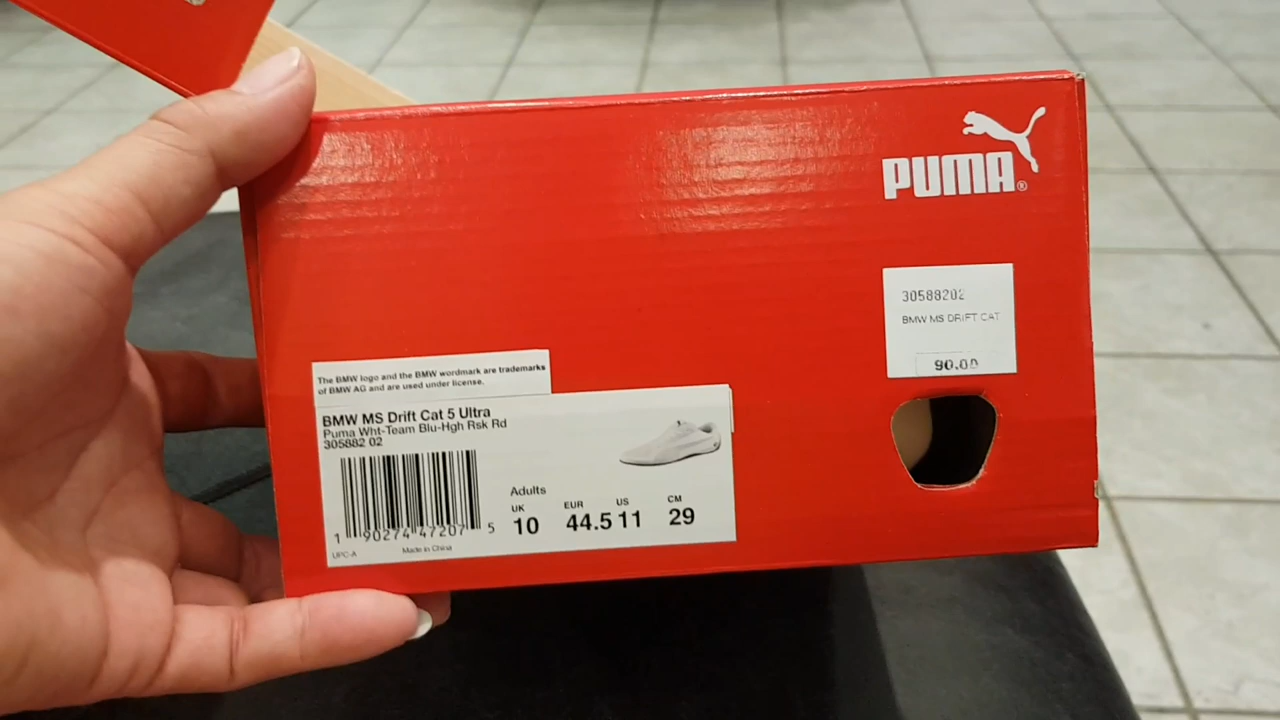 PUMA®
30588202
BMW MS DRIFT CAT
90.00
The BMW logo and the BMW wordmark are trademarks
of BMW AG and are used under license.
BMW MS Drift Cat 5 Ultra
Puma Wht-Team Blu-Hgh Rsk Rd
305882 02
Adults
UK EUR US CM
10 44.5 11 29
1 90274 47207 5
UPC-A Made in China